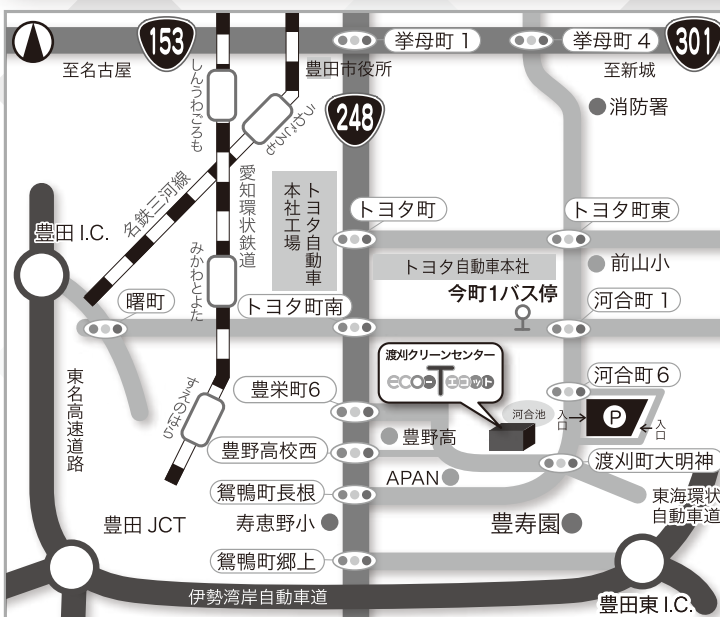 153
挙母町 1
挙母町 4
301
至名古屋
豊田市役所
至新城
しんうわごろも
うわごろも
248
消防署
名鉄三河線
愛知環状鉄道
トヨタ自動車
本社工場
トヨタ町
トヨタ町東
豊田 I.C.
みかわとよた
トヨタ自動車本社
前山小
今町1バス停
曙町
トヨタ町南
河合町 1
渡刈クリーンセンター
eco-T エコット
東名高速道路
すえのはら
豊栄町6
河合町 6
河合池
入口
P
入口
豊野高
豊野高校西
渡刈町大明神
APAN
鴛鴨町長根
東海環状
自動車道
豊田 JCT
寿恵野小
豊寿園
鴛鴨町郷上
伊勢湾岸自動車道
豊田東 I.C.